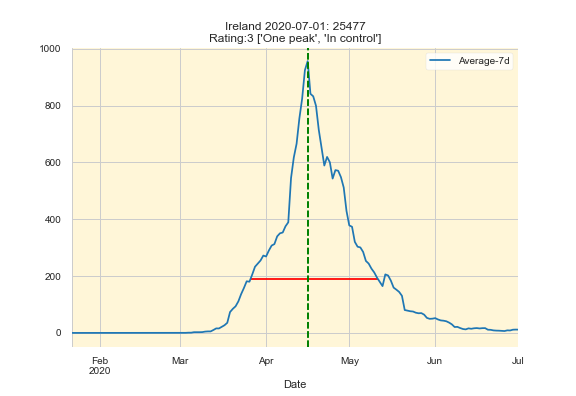 Ireland 2020-07-01: 25477
Rating:3 ['One peak', 'In control']
Average-7d
1000
800
600
400
200
0
Feb
2020
Mar
Apr
May
Jun
Jul
Date